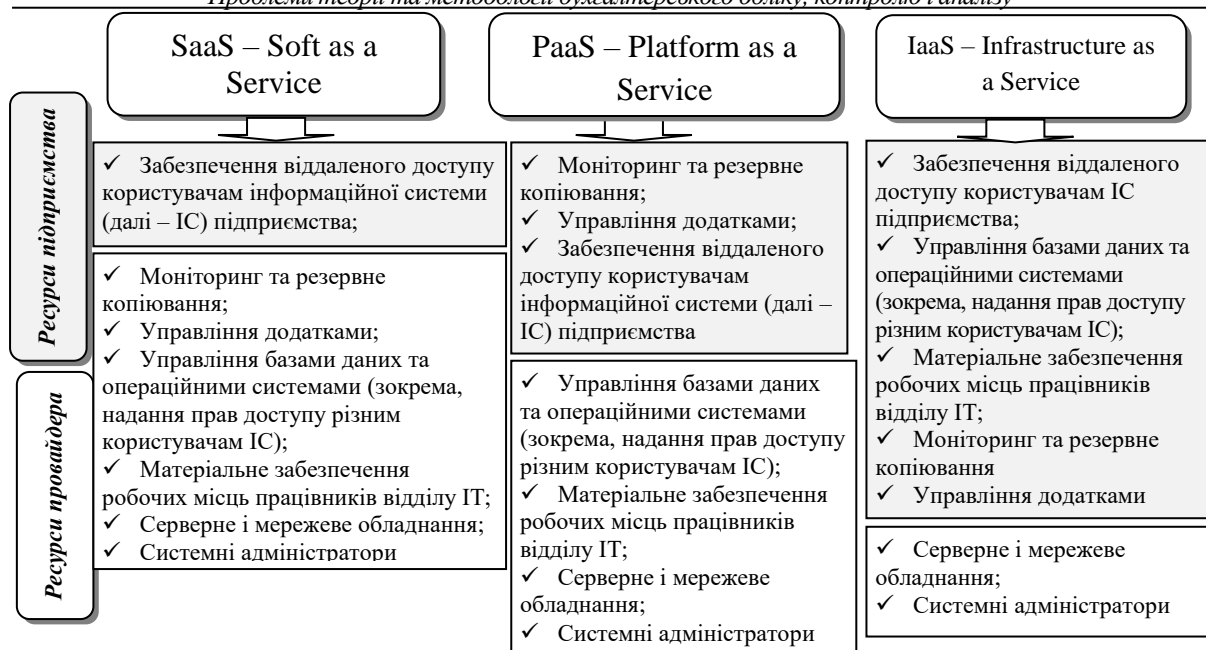 Проблеми теорії та методології бухгалтерського обліку, контролю і аналізу
SaaS – Soft as a
Service
PaaS – Platform as a
Service
IaaS – Infrastructure as
a Service
Ресурси підприємства
Ресурси провайдера
✓ Забезпечення віддаленого доступу
користувачам інформаційної системи
(далі – ІС) підприємства;
✓ Моніторинг та резервне
копіювання;
✓ Управління додатками;
✓ Управління базами даних та
операційними системами (зокрема,
надання прав доступу різним
користувачам ІС);
✓ Матеріальне забезпечення
робочих місць працівників відділу ІТ;
✓ Серверне і мережеве обладнання;
✓ Системні адміністратори
✓ Моніторинг та резервне
копіювання;
✓ Управління додатками;
✓ Забезпечення віддаленого
доступу користувачам
інформаційної системи (далі –
ІС) підприємства
✓ Управління базами даних
та операційними системами
(зокрема, надання прав доступу
різним користувачам ІС);
✓ Матеріальне забезпечення
робочих місць працівників
відділу ІТ;
✓ Серверне і мережеве
обладнання;
✓ Системні адміністратори
✓ Забезпечення віддаленого
доступу користувачам ІС
підприємства;
✓ Управління базами даних та
операційними системами
(зокрема, надання прав доступу
різним користувачам ІС);
✓ Матеріальне забезпечення
робочих місць працівників
відділу ІТ;
✓ Моніторинг та резервне
копіювання
✓ Управління додатками
✓ Серверне і мережеве
обладнання;
✓ Системні адміністратори